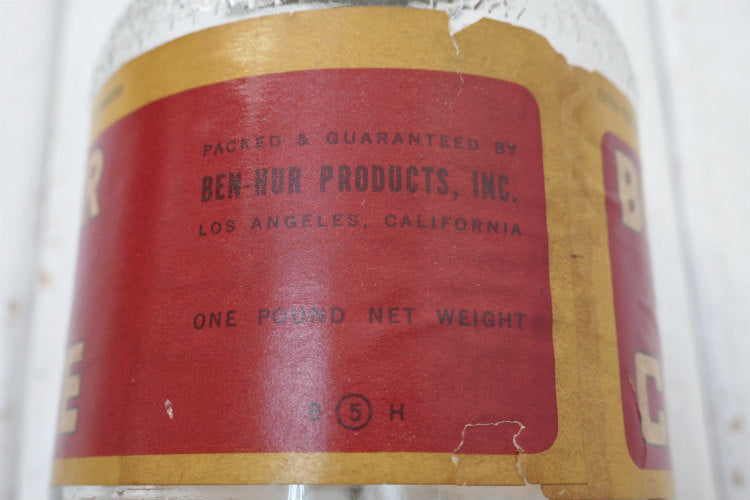 PACKED & GUARANTEED BY
BEN-HUR PRODUCTS, INC.
LOS ANGELES, CALIFORNIA
ONE POUND NET WEIGHT
B 5 H
R
E
B
C